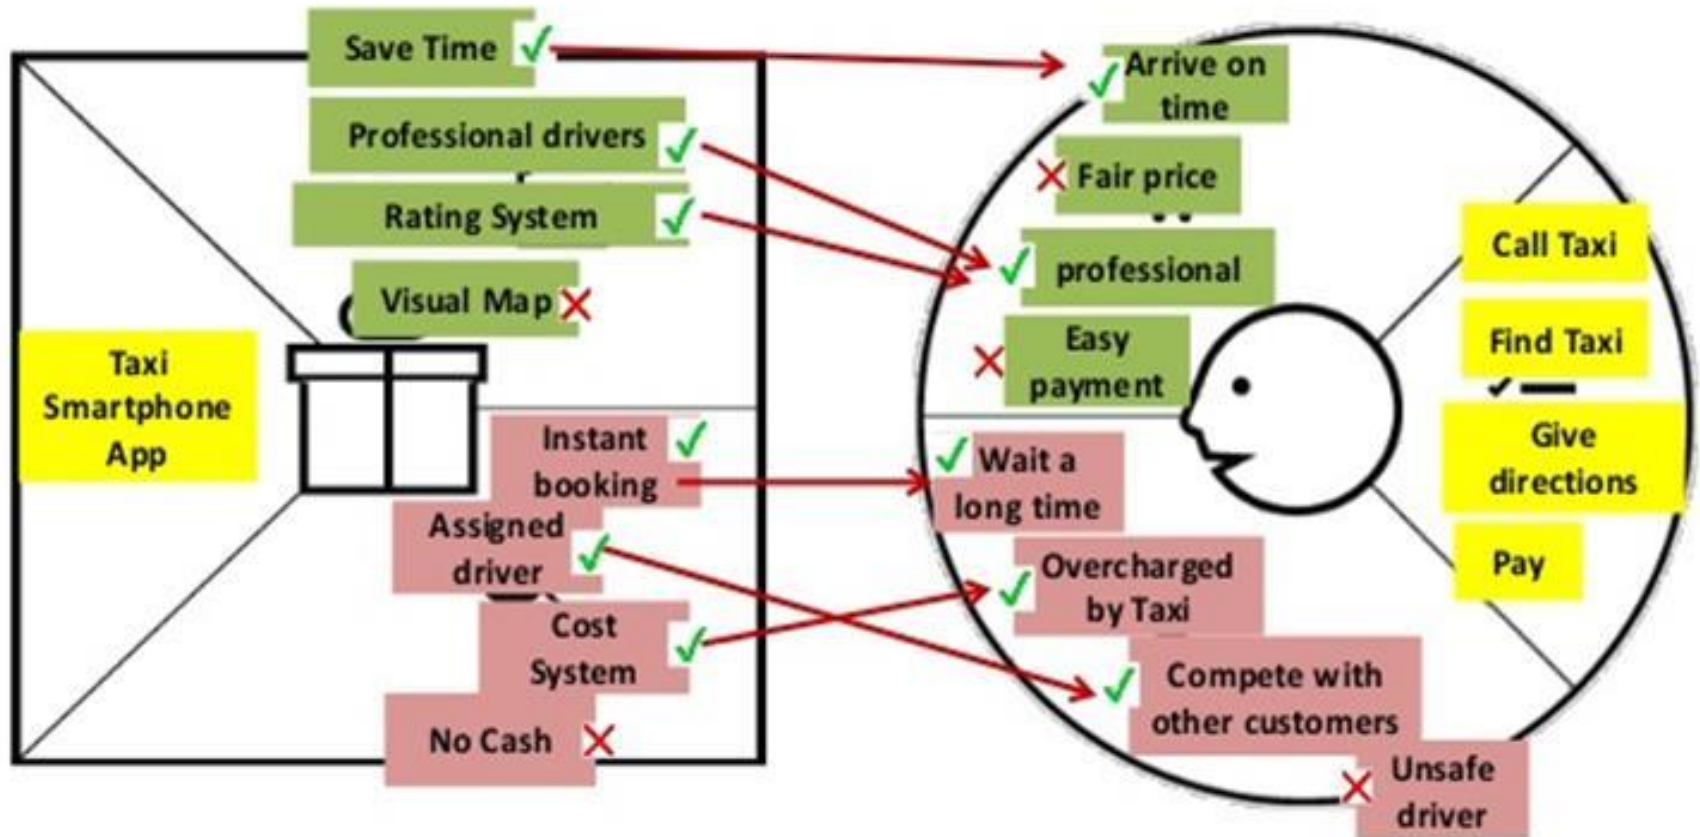 Save Time
Professional drivers
Rating System
Visual Map
Taxi
Smartphone
App
Instant
booking
Assigned
driver
Cost
System
No Cash
Arrive on
time
Fair price
professional
Easy
payment
Wait a
long time
Overcharged
by Taxi
Compete with
other customers
Unsafe
driver
Call Taxi
Find Taxi
Give
directions
Pay